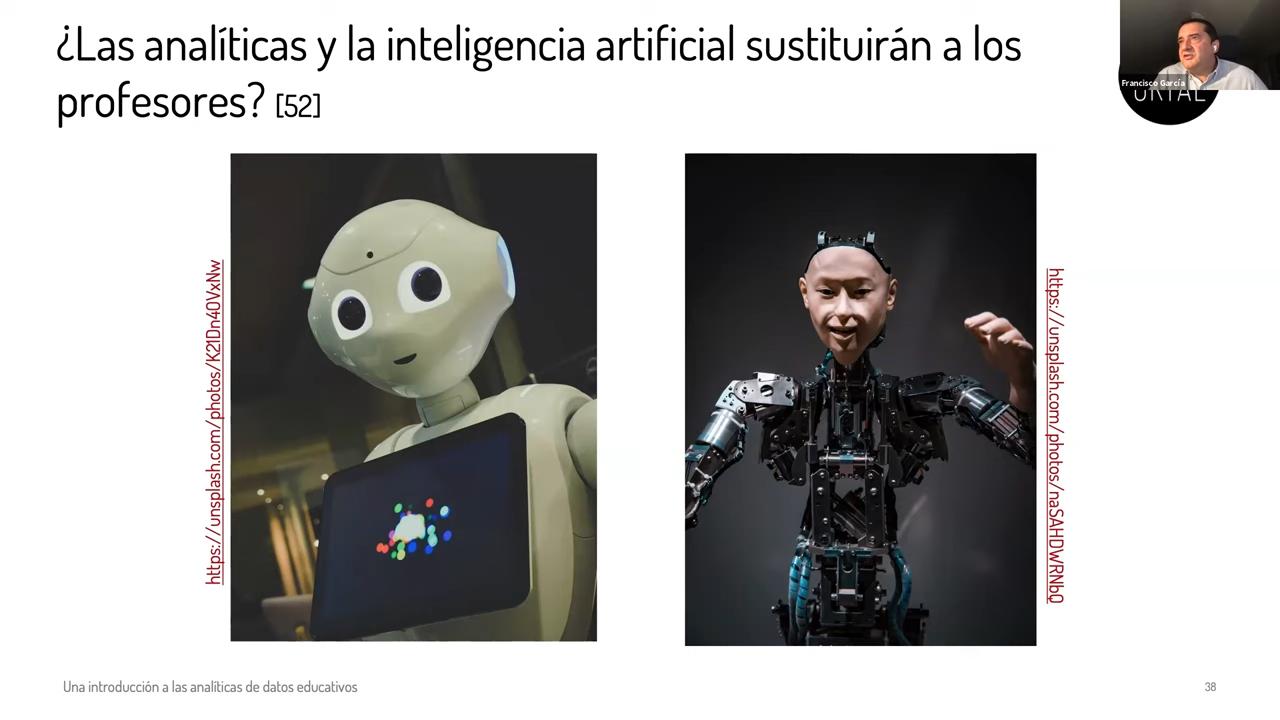 ¿Las analíticas y la inteligencia artificial sustituirán a los
profesores? [52]
Francisco García
https://unsplash.com/photos/K2lDn4OVxNw
https://unsplash.com/photos/naSAHDWRNbQ
Una introducción a las analíticas de datos educativos
38